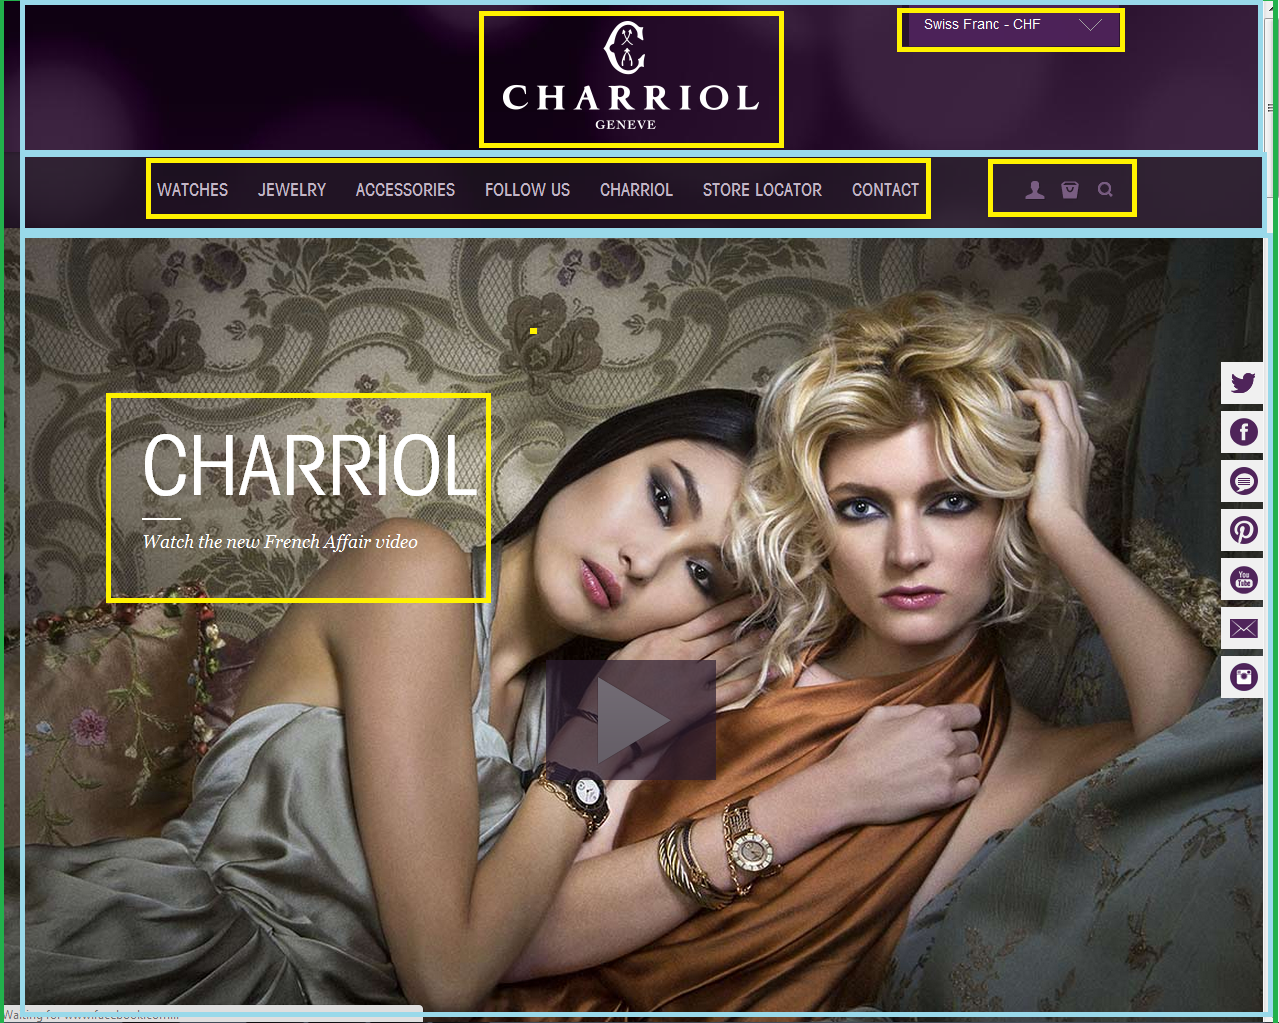 Swiss Franc - CHF
C
CHARRIOL
GENEVE
WATCHES JEWELRY ACCESSORIES FOLLOW US CHARRIOL STORE LOCATOR CONTACT
CHARRIOL
Watch the new French Affair video
You
Tube
Waiting for www.facebook.com...